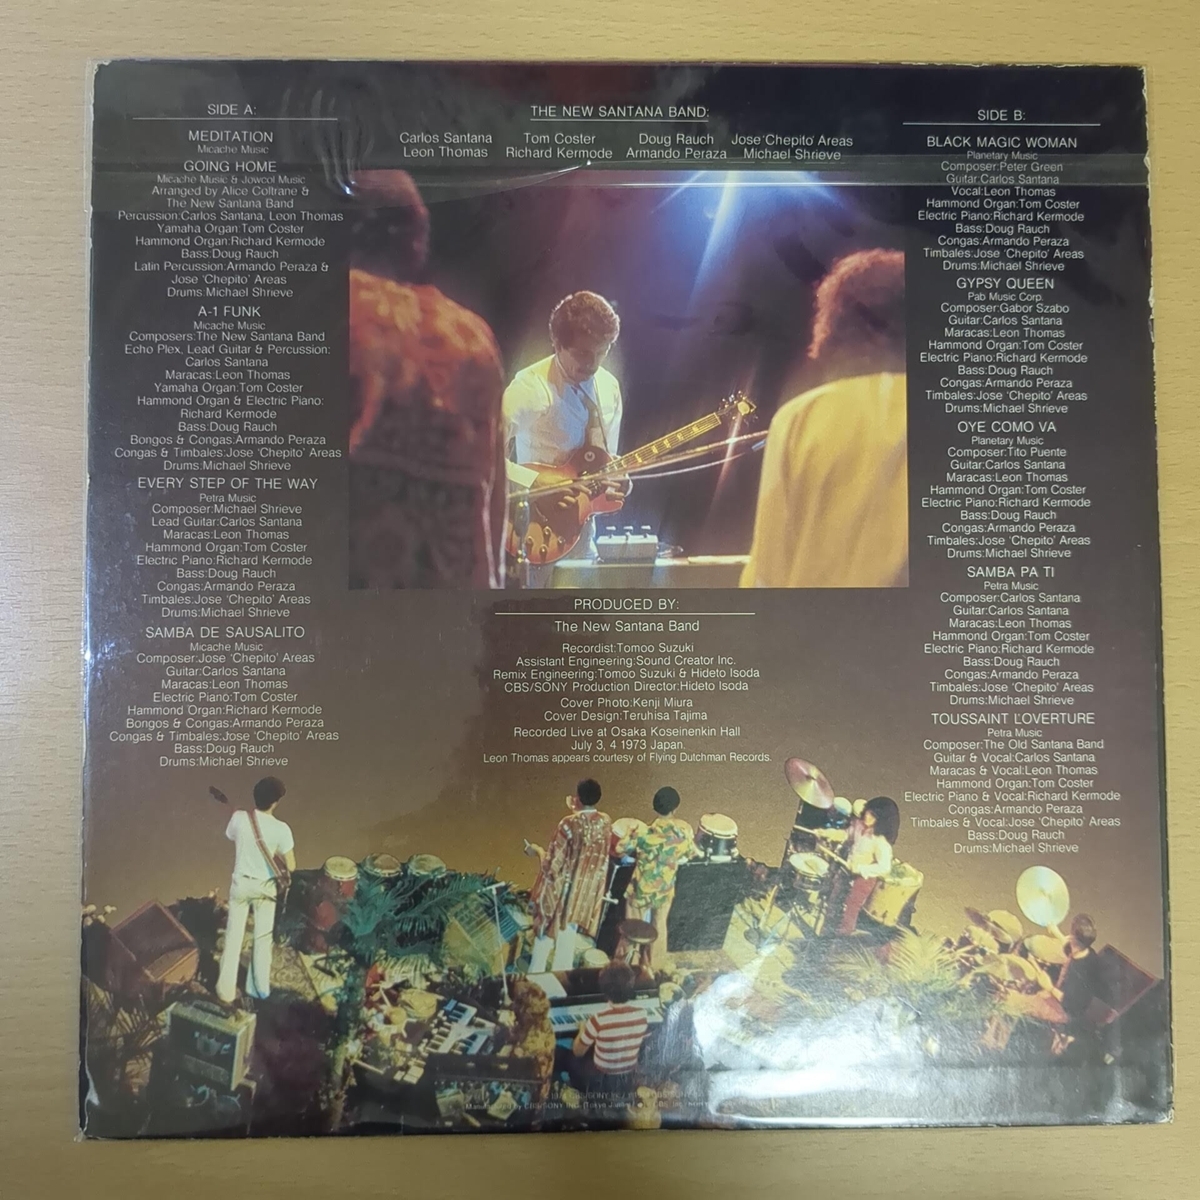 SIDE A:
MEDITATION
Micache Music
GOING HOME
Micache Music & Jowcol Music
Arranged by Alice Coltrane &
The New Santana Band
Percussion:Carlos Santana, Leon Thomas
Yamaha Organ:Tom Coster
Hammond Organ:Richard Kermode
Bass:Doug Rauch
Latin Percussion:Armando Peraza &
Jose 'Chepito' Areas
Drums:Michael Shrieve
A-1 FUNK
Micache Music
Composers:The New Santana Band
Echo Plex, Lead Guitar & Percussion:
Carlos Santana
Maracas:Leon Thomas
Yamaha Organ:Tom Coster
Hammond Organ & Electric Piano:
Richard Kermode
Bass:Doug Rauch
Bongos & Congas:Armando Peraza
Congas & Timbales:Jose 'Chepito' Areas
Drums:Michael Shrieve
EVERY STEP OF THE WAY
Petra Music
Composer:Michael Shrieve
Lead Guitar:Carlos Santana
Maracas:Leon Thomas
Hammond Organ:Tom Coster
Electric Piano:Richard Kermode
Bass:Doug Rauch
Congas:Armando Peraza
Timbales:Jose 'Chepito' Areas
Drums:Michael Shrieve
SAMBA DE SAUSALITO
Micache Music
Composer:Jose 'Chepito' Areas
Guitar:Carlos Santana
Maracas:Leon Thomas
Electric Piano:Tom Coster
Hammond Organ:Richard Kermode
Bongos & Congas:Armando Peraza
Congas & Timbales:Jose 'Chepito' Areas
Bass:Doug Rauch
Drums:Michael Shrieve
THE NEW SANTANA BAND:
Carlos Santana Tom Coster Doug Rauch Jose 'Chepito' Areas
Leon Thomas Richard Kermode Armando Peraza Michael Shrieve
PRODUCED BY:
The New Santana Band
Recordist:Tomoo Suzuki
Assistant Engineering:Sound Creator Inc.
Remix Engineering:Tomoo Suzuki & Hideto Isoda
CBS/SONY Production Director:Hideto Isoda
Cover Photo:Kenji Miura
Cover Design:Teruhisa Tajima
Recorded Live at Osaka Koseinenkin Hall
July 3, 4 1973 Japan.
Leon Thomas appears courtesy of Flying Dutchman Records.
SIDE B:
BLACK MAGIC WOMAN
Planetary Music
Composer:Peter Green
Guitar:Carlos Santana
Vocal:Leon Thomas
Hammond Organ:Tom Coster
Electric Piano:Richard Kermode
Bass:Doug Rauch
Congas:Armando Peraza
Timbales:Jose 'Chepito' Areas
Drums:Michael Shrieve
GYPSY QUEEN
Pab Music Corp.
Composer:Gabor Szabo
Guitar:Carlos Santana
Maracas:Leon Thomas
Hammond Organ:Tom Coster
Electric Piano:Richard Kermode
Bass:Doug Rauch
Congas:Armando Peraza
Timbales:Jose 'Chepito' Areas
Drums:Michael Shrieve
OYE COMO VA
Planetary Music
Composer:Tito Puente
Guitar:Carlos Santana
Maracas:Leon Thomas
Hammond Organ:Tom Coster
Electric Piano:Richard Kermode
Bass:Doug Rauch
Congas:Armando Peraza
Timbales:Jose 'Chepito' Areas
Drums:Michael Shrieve
SAMBA PA TI
Petra Music
Composer:Carlos Santana
Guitar:Carlos Santana
Maracas:Leon Thomas
Hammond Organ:Tom Coster
Electric Piano:Richard Kermode
Bass:Doug Rauch
Congas:Armando Peraza
Timbales:Jose 'Chepito' Areas
Drums:Michael Shrieve
TOUSSAINT L'OVERTURE
Petra Music
Composer:The Old Santana Band
Guitar & Vocal:Carlos Santana
Maracas & Vocal:Leon Thomas
Hammond Organ:Tom Coster
Electric Piano & Vocal:Richard Kermode
Congas:Armando Peraza
Timbales & Vocal:Jose 'Chepito' Areas
Bass:Doug Rauch
Drums:Michael Shrieve
by CBS/SONY Inc.